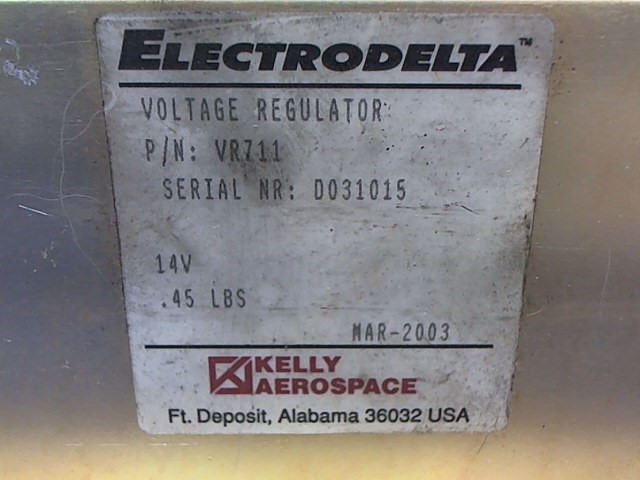 ELECTRODELTA™
VOLTAGE REGULATOR
P/N: VR711
SERIAL NR: D031015
14V
.45 LBS
MAR-2003
KELLY
AEROSPACE
Ft. Deposit, Alabama 36032 USA